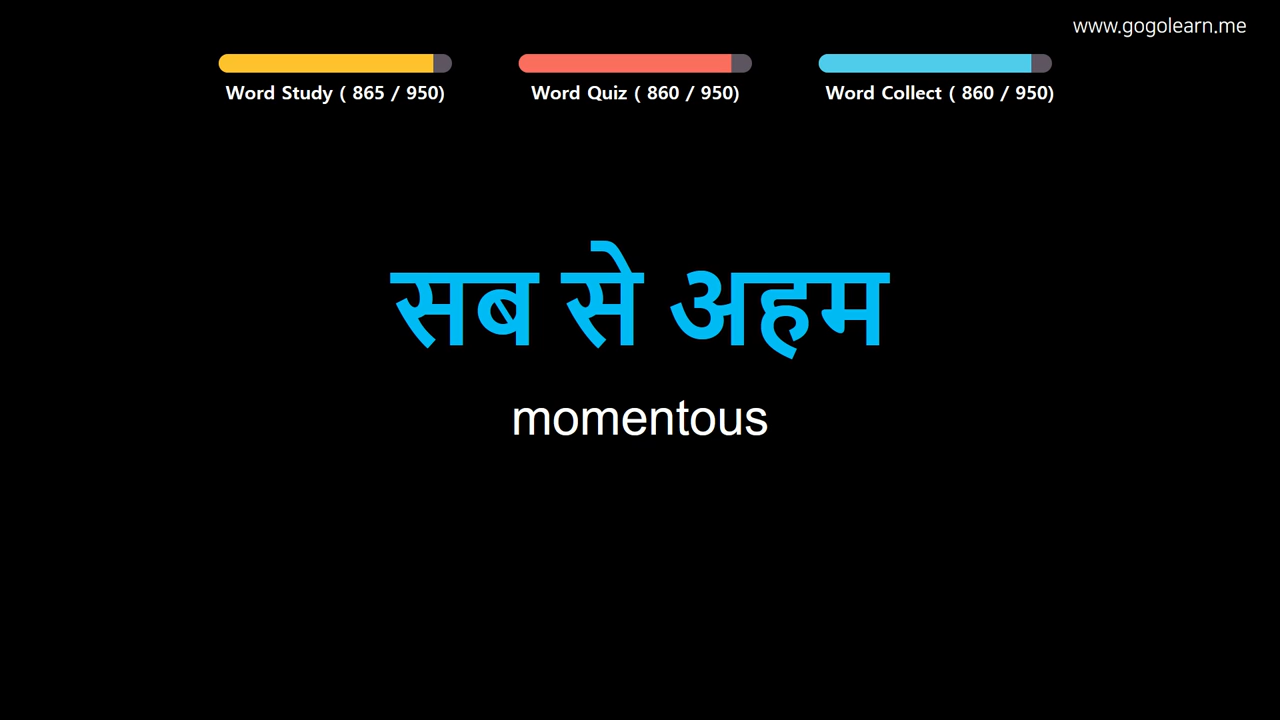 www.gogolearn.me
Word Study ( 865 / 950)
Word Quiz ( 860 / 950)
Word Collect ( 860 / 950)
सब से अहम
momentous